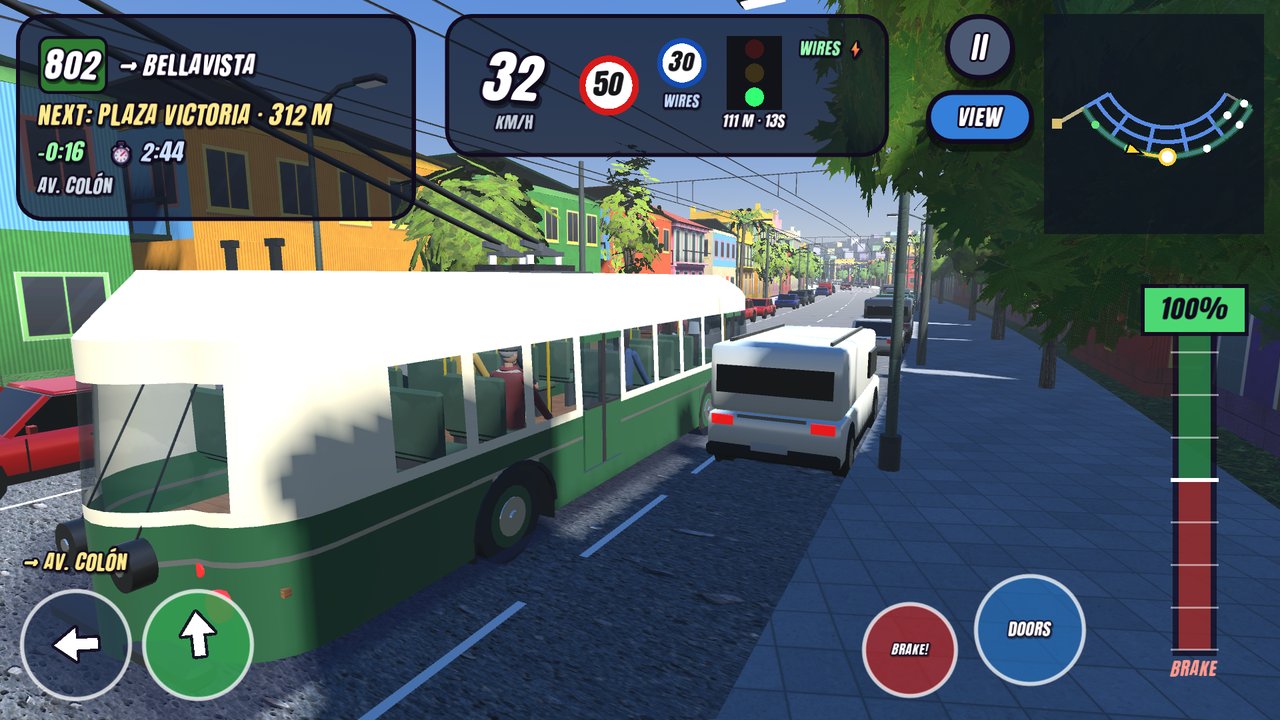 802 → BELLAVISTA
NEXT: PLAZA VICTORIA · 312 M
-0:16 2:44
AV. COLÓN
32
KM/H
50
30
WIRES
111 M · 13S
WIRES
VIEW
100%
BRAKE
→ AV. COLÓN
BRAKE!
DOORS